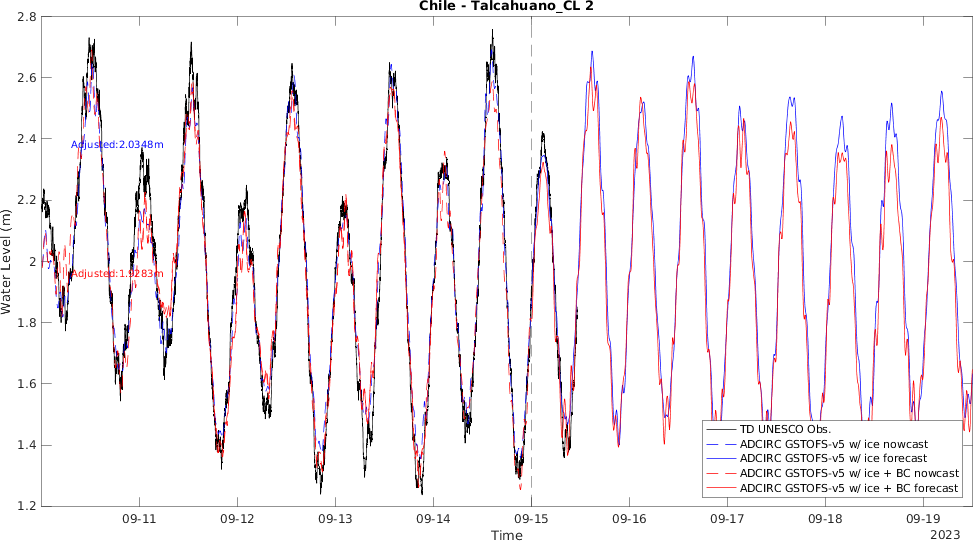 Chile - Talcahuano_CL 2
2.8
2.6
2.4
2.2
2
1.8
1.6
1.4
1.2
Water Level (m)
Adjusted:2.0348m
Adjusted:1.9283m
TD UNESCO Obs.
ADCIRC GSTOFS-v5 w/ ice nowcast
ADCIRC GSTOFS-v5 w/ ice forecast
ADCIRC GSTOFS-v5 w/ ice + BC nowcast
ADCIRC GSTOFS-v5 w/ ice + BC forecast
09-11 09-12 09-13 09-14 09-15 09-16 09-17 09-18 09-19
Time
2023